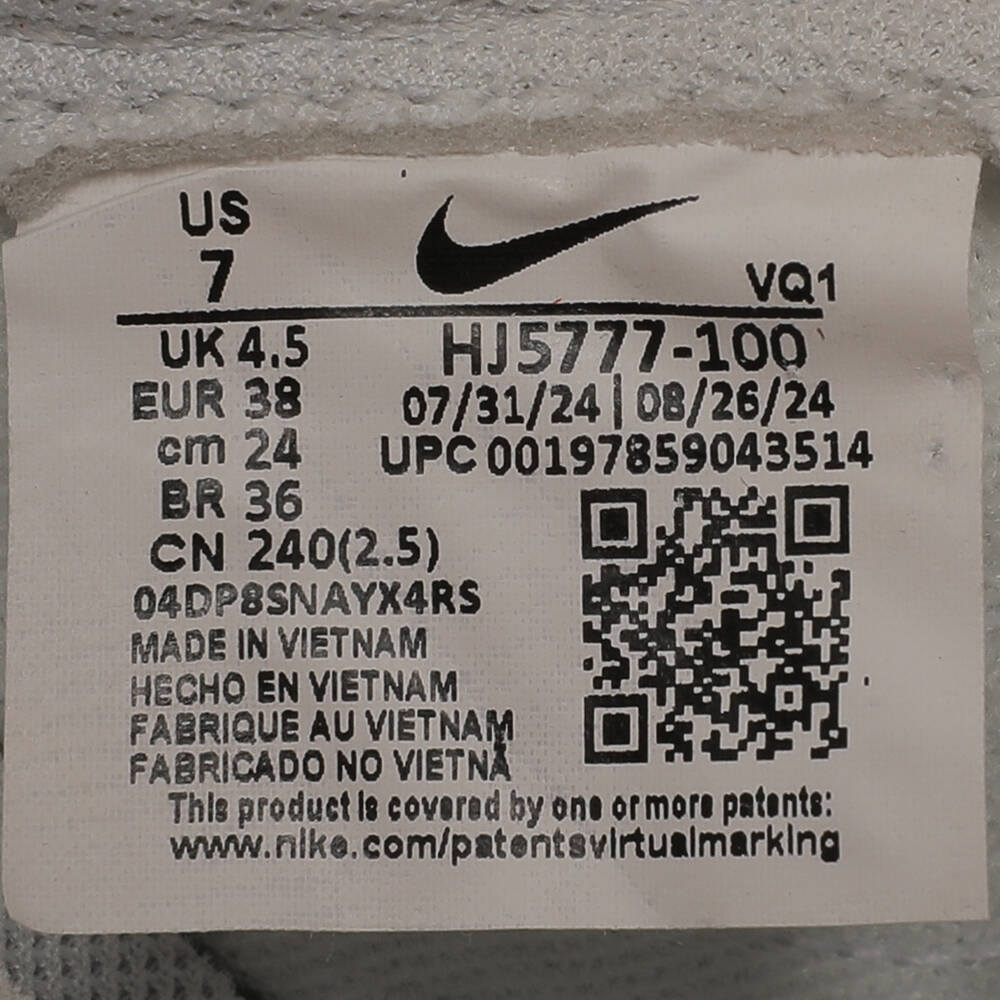 US
7
VQ1
UK 4.5
HJ5777-100
EUR 38
07/31/24 | 08/26/24
cm 24
UPC 00197859043514
BR 36
CN 240(2.5)
04DP8SNAYX4RS
MADE IN VIETNAM
HECHO EN VIETNAM
FABRIQUE AU VIETNAM
FABRICADO NO VIETNÃ
This product is covered by one or more patents:
www.nike.com/patentsvirtualmarking